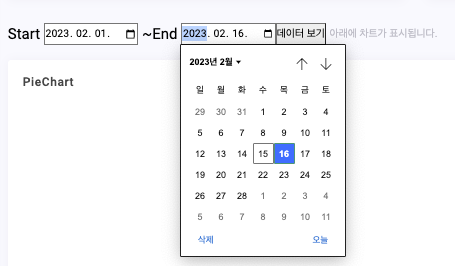 Start 2023. 02. 01. ~End 2023. 02. 16. 데이터 보기 아래에 차트가 표시됩니다.
PieChart
2023년 2월
일 월 화 수 목 금 토
29 30 31 1 2 3 4
5 6 7 8 9 10 11
12 13 14 15 16 17 18
19 20 21 22 23 24 25
26 27 28 1 2 3 4
5 6 7 8 9 10 11
삭제 오늘